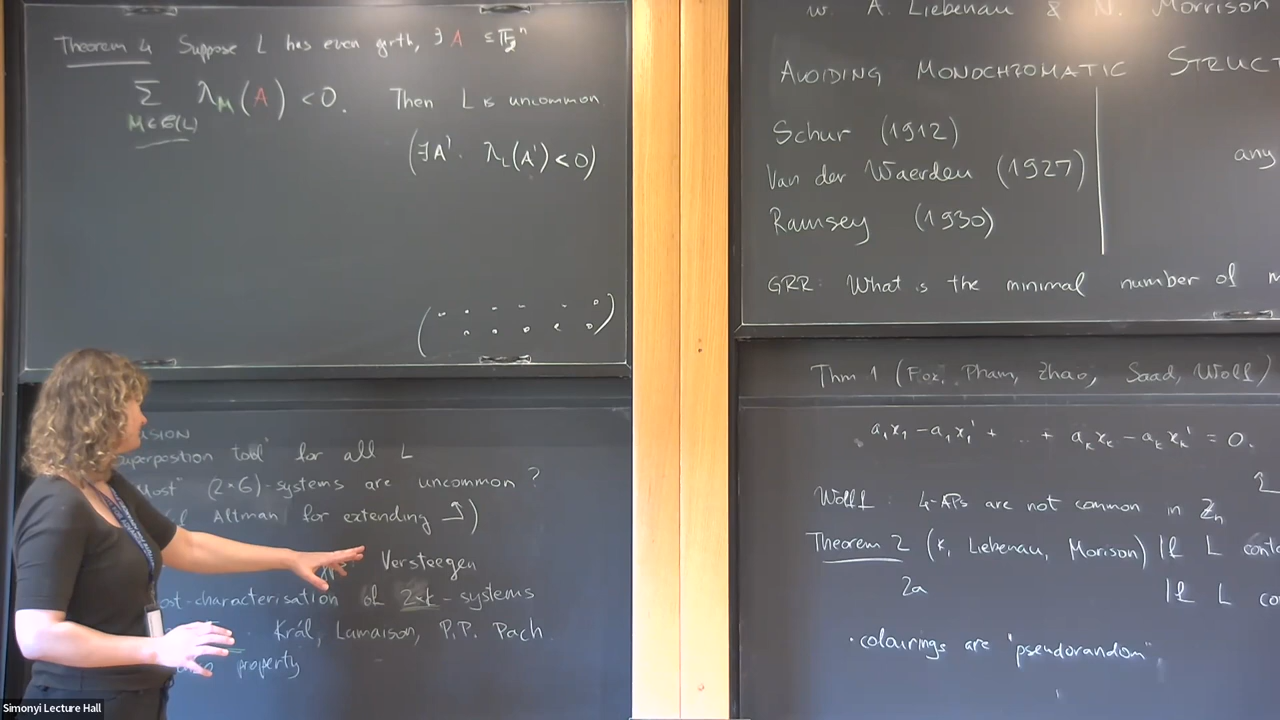 Theorem 4 Suppose L has even girth, ∃ A ⊆ F₂ⁿ
Σ λ_M(A) < 0. Then L is uncommon.
M∈C(L)
(∃A' . λ_L(A') < 0)
superposition tool for all L
"Most" (2×6)-systems are uncommon?
Altman for extending ↗)
Versteegen
ost-characterisation of 2×k-systems
Král, Lamaison, P.P. Pach
property
w. A. Liebenau & N. Morrison
AVOIDING MONOCHROMATIC STRUCT
Schur (1912)
Van der Waerden (1927)
any
Ramsey (1930)
GRR: What is the minimal number of m
Thm 1 (Fox, Pham, Zhao, Saad, Wolf)
a₁x₁ - a₁x₁' + ... + aₖxₖ - aₖxₖ' = 0.
Wolf: 4-APs are not common in Zₙ
Theorem 2 (K, Liebenau, Morison) If L conta
2a If L co
• colourings are "pseudorandom"
Simonyi Lecture Hall